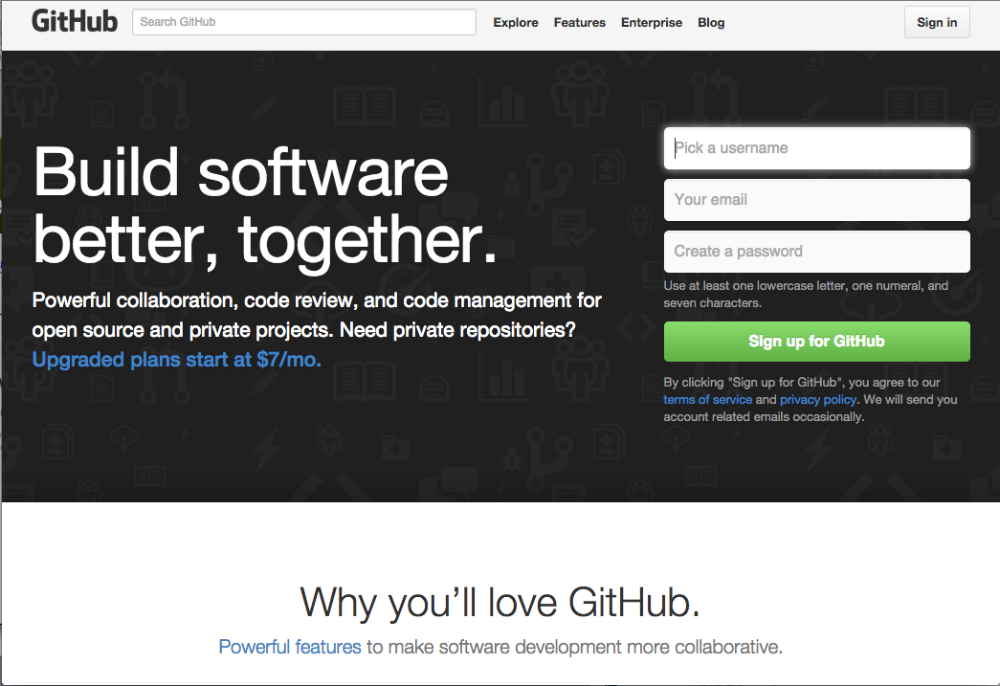 GitHub
Search GitHub
Explore
Features
Enterprise
Blog
Sign in
Build software
better, together.
Powerful collaboration, code review, and code management for
open source and private projects. Need private repositories?
Upgraded plans start at $7/mo.
Pick a username
Your email
Create a password
Use at least one lowercase letter, one numeral, and
seven characters.
Sign up for GitHub
By clicking "Sign up for GitHub", you agree to our
terms of service and privacy policy. We will send you
account related emails occasionally.
Why you’ll love GitHub.
Powerful features to make software development more collaborative.